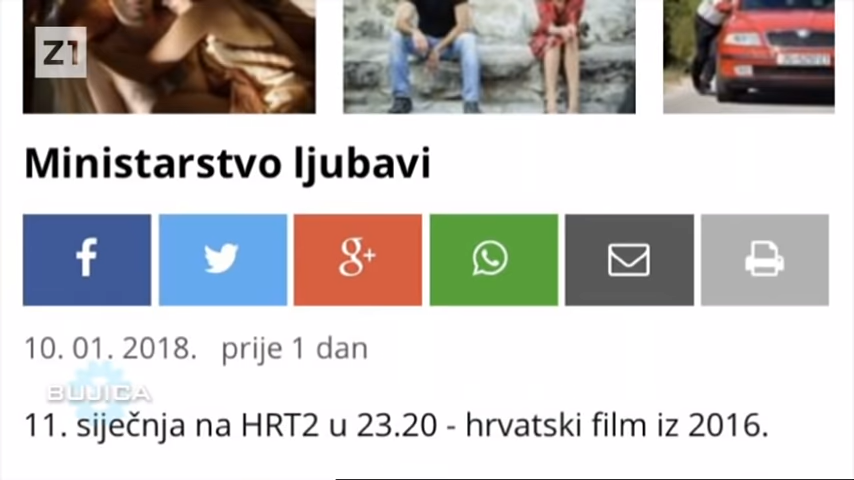 Z1
Ministarstvo ljubavi
f
g+
10. 01. 2018. prije 1 dan
BUJICA
11. siječnja na HRT2 u 23.20 - hrvatski film iz 2016.